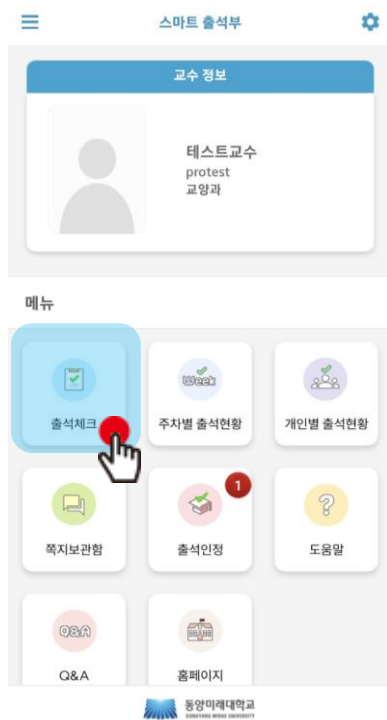 스마트 출석부
교수 정보
테스트교수
protest
교양과
메뉴
Week
출석체크
주차별 출석현황
개인별 출석현황
1
?
쪽지보관함
출석인정
도움말
Q&A
Q&A
홈페이지
동양미래대학교
DONGYANG MIRAE UNIVERSITY